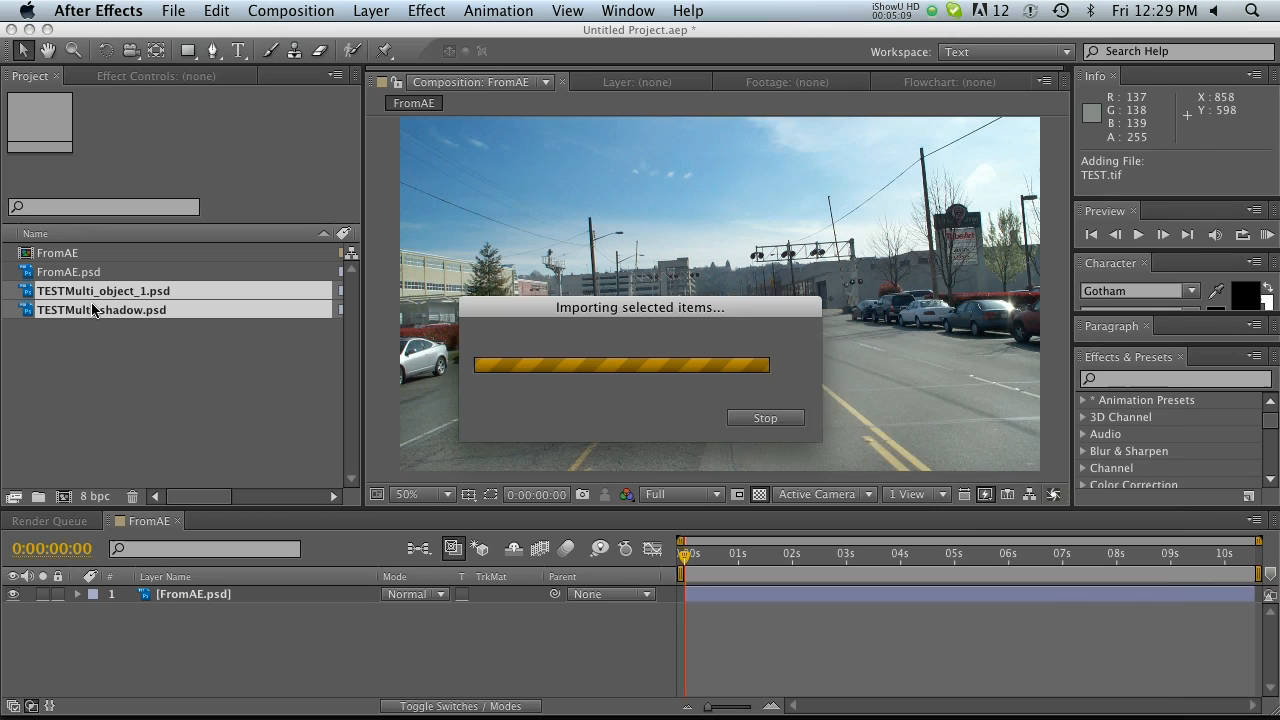 After Effects File Edit Composition Layer Effect Animation View Window Help
iShowU HD
00:05:09
12
Fri 12:29 PM
Untitled Project.aep *
Workspace: Text
Search Help
Project
Effect Controls: (none)
Composition: FromAE
Layer: (none)
Footage: (none)
Flowchart: (none)
FromAE
Info
R : 137
G : 138
B : 139
A : 255
X : 858
Y : 598
Adding File:
TEST.tif
Name
FromAE
FromAE.psd
TESTMulti_object_1.psd
shadow.psd
Importing selected items...
Stop
Preview
Character
Gotham
Paragraph
Effects & Presets
* Animation Presets
3D Channel
Audio
Blur & Sharpen
Channel
Color Correction
8 bpc
50%
0:00:00:00
Full
Active Camera
1 View
Render Queue
FromAE
0:00:00:00
01s 02s 03s 04s 05s 06s 07s 08s 09s 10s
# Layer Name Mode T TrkMat Parent
1 [FromAE.psd] Normal None
Toggle Switches / Modes